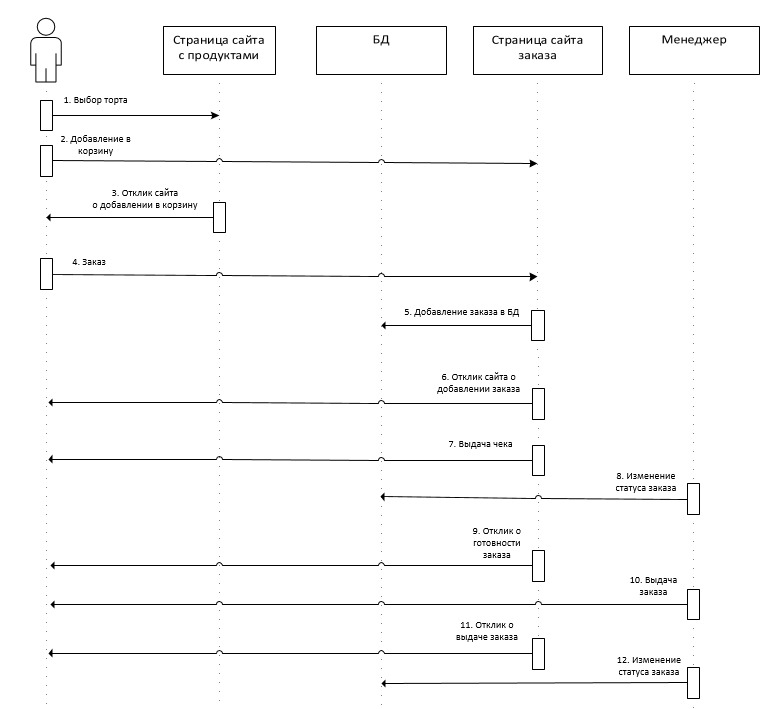 Страница сайта
с продуктами
БД
Страница сайта
заказа
Менеджер
1. Выбор торта
2. Добавление в
корзину
3. Отклик сайта
о добавлении в корзину
4. Заказ
5. Добавление заказа в БД
6. Отклик сайта о
добавлении заказа
7. Выдача чека
8. Изменение
статуса заказа
9. Отклик о
готовности
заказа
10. Выдача
заказа
11. Отклик о
выдаче заказа
12. Изменение
статуса заказа